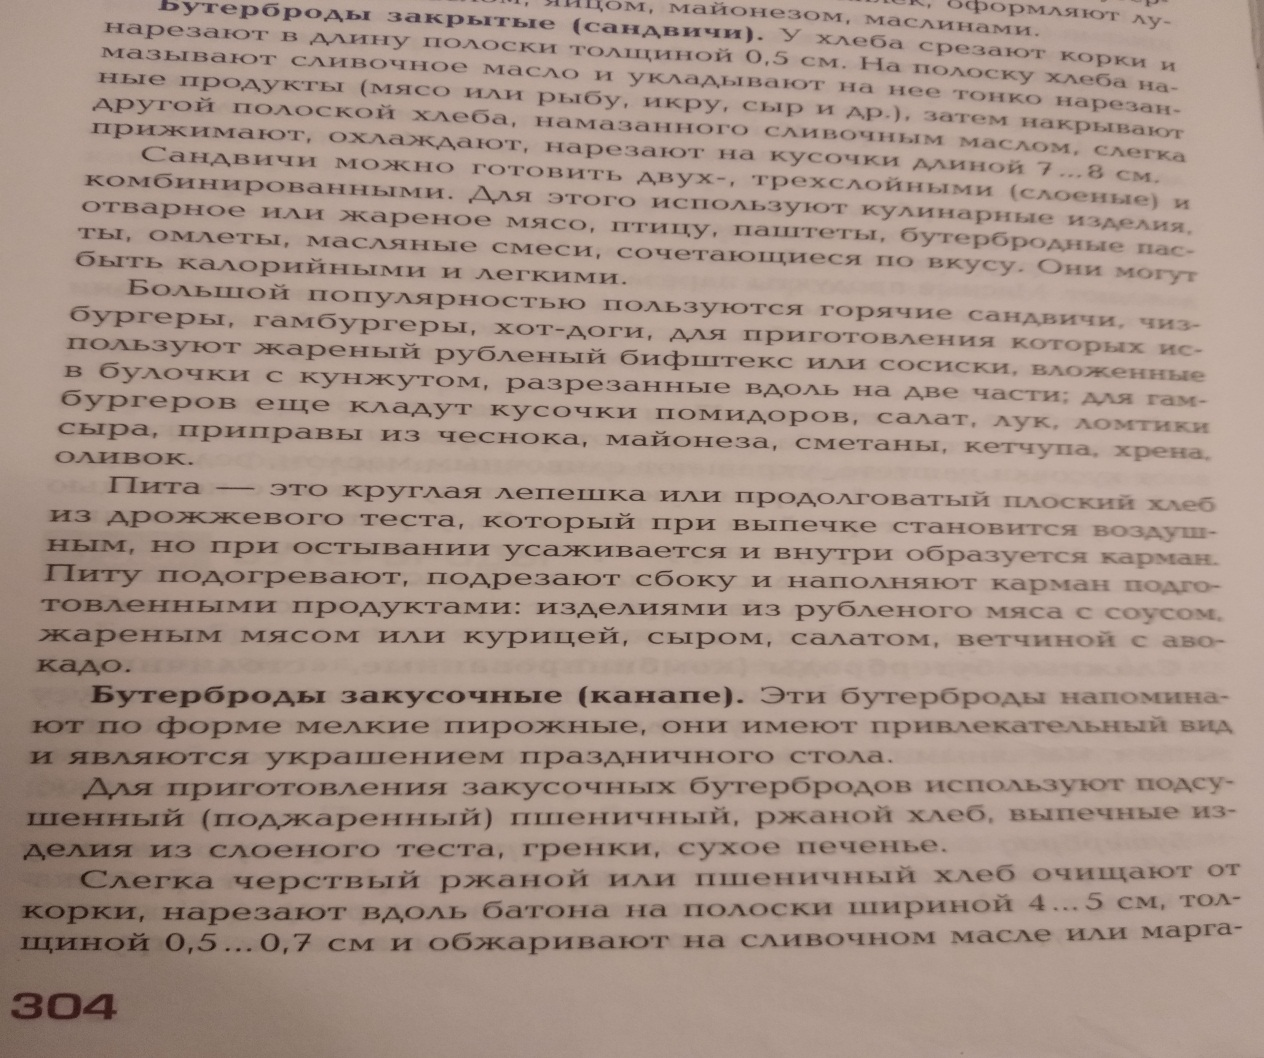 яйцом, майонезом, маслинами. оформляют лу-
Бутерброды закрытые (сандвичи). У хлеба срезают корки и
нарезают в длину полоски толщиной 0,5 см. На полоску хлеба на-
мазывают сливочное масло и укладывают на нее тонко нарезан-
ные продукты (мясо или рыбу, икру, сыр и др.), затем накрывают
другой полоской хлеба, намазанного сливочным маслом, слегка
прижимают, охлаждают, нарезают на кусочки длиной 7...8 см.
Сандвичи можно готовить двух-, трехслойными (слоеные) и
комбинированными. Для этого используют кулинарные изделия,
отварное или жареное мясо, птицу, паштеты, бутербродные пас-
ты, омлеты, масляные смеси, сочетающиеся по вкусу. Они могут
быть калорийными и легкими.
Большой популярностью пользуются горячие сандвичи, чиз-
бургеры, гамбургеры, хот-доги, для приготовления которых ис-
пользуют жареный рубленый бифштекс или сосиски, вложенные
в булочки с кунжутом, разрезанные вдоль на две части; для гам-
бургеров еще кладут кусочки помидоров, салат, лук, ломтики
сыра, приправы из чеснока, майонеза, сметаны, кетчупа, хрена,
оливок.
Пита — это круглая лепешка или продолговатый плоский хлеб
из дрожжевого теста, который при выпечке становится воздуш-
ным, но при остывании усаживается и внутри образуется карман.
Питу подогревают, подрезают сбоку и наполняют карман подго-
товленными продуктами: изделиями из рубленого мяса с соусом,
жареным мясом или курицей, сыром, салатом, ветчиной с аво-
кадо.
Бутерброды закусочные (канапе). Эти бутерброды напомина-
ют по форме мелкие пирожные, они имеют привлекательный вид
и являются украшением праздничного стола.
Для приготовления закусочных бутербродов используют подсу-
шенный (поджаренный) пшеничный, ржаной хлеб, выпечные из-
делия из слоеного теста, гренки, сухое печенье.
Слегка черствый ржаной или пшеничный хлеб очищают от
корки, нарезают вдоль батона на полоски шириной 4...5 см, тол-
щиной 0,5...0,7 см и обжаривают на сливочном масле или марга-
304